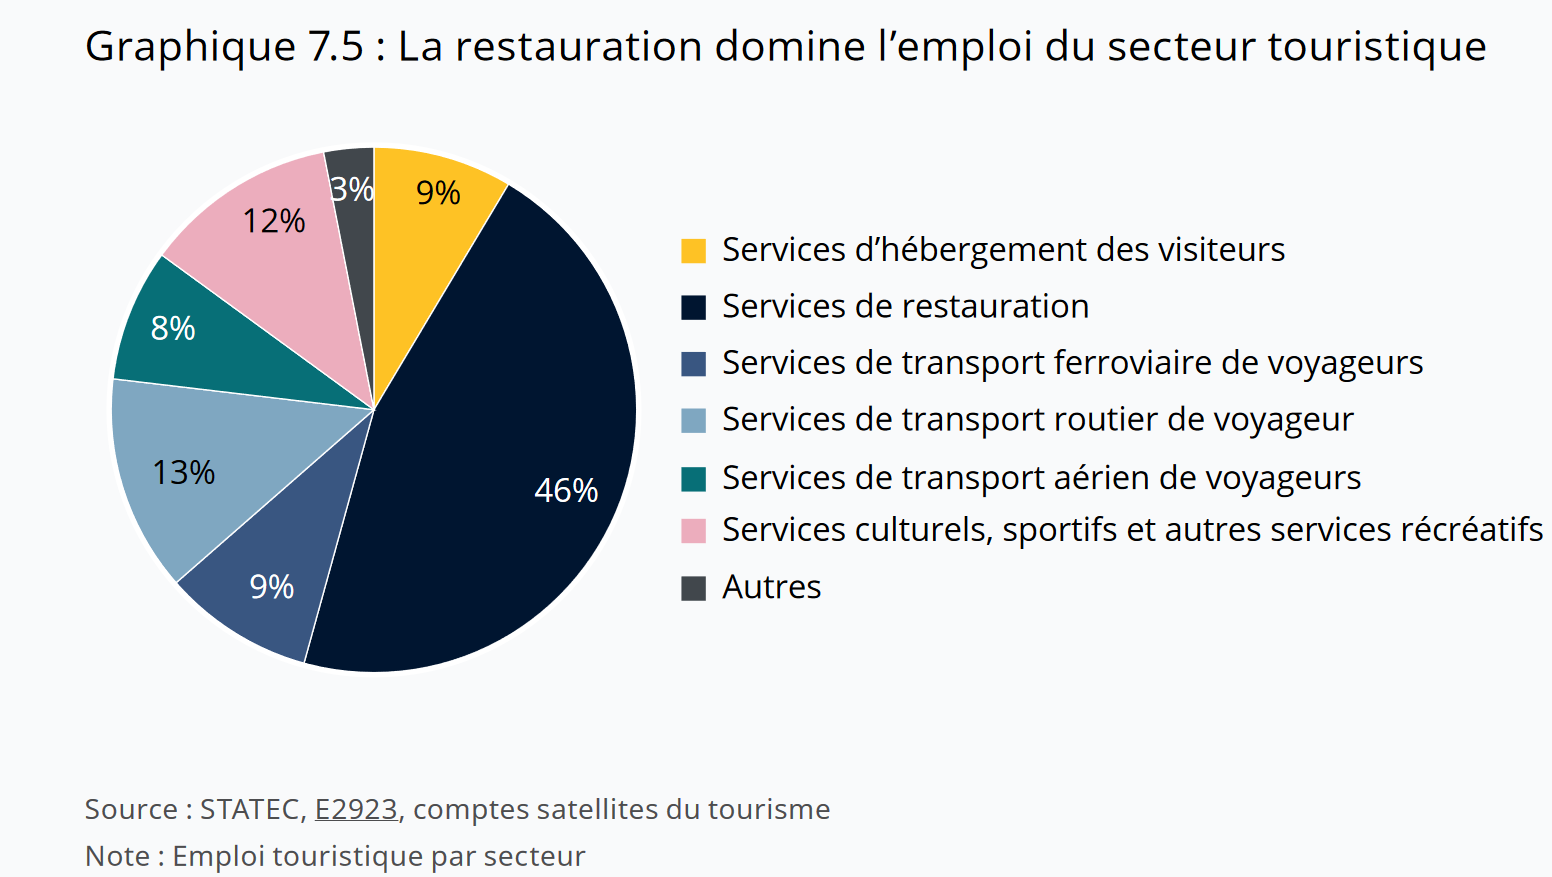 Graphique 7.5 : La restauration domine l’emploi du secteur touristique
3%
9%
12%
8%
13%
46%
9%
Services d’hébergement des visiteurs
Services de restauration
Services de transport ferroviaire de voyageurs
Services de transport routier de voyageur
Services de transport aérien de voyageurs
Services culturels, sportifs et autres services récréatifs
Autres
Source : STATEC, E2923, comptes satellites du tourisme
Note : Emploi touristique par secteur